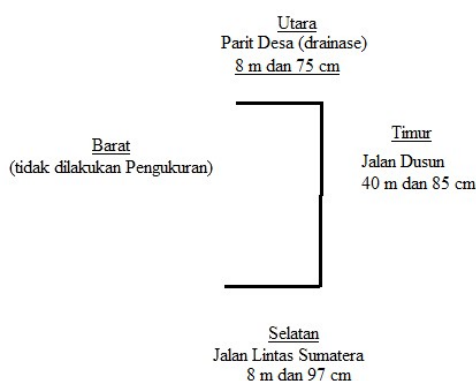 Utara
Parit Desa (drainase)
8 m dan 75 cm
Barat
(tidak dilakukan Pengukuran)
Timur
Jalan Dusun
40 m dan 85 cm
Selatan
Jalan Lintas Sumatera
8 m dan 97 cm